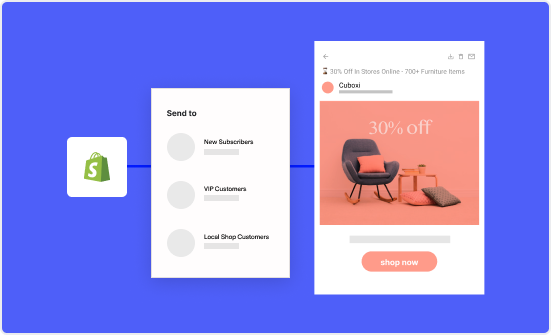 S
Send to
New Subscribers
VIP Customers
Local Shop Customers
⌛ 30% Off In Stores Online - 700+ Furniture Items
Cuboxi
30% off
shop now